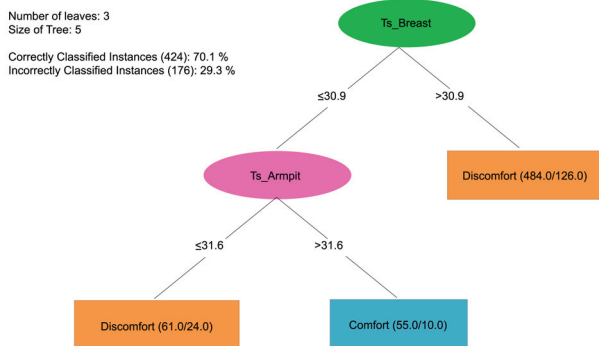 Number of leaves: 3
Size of Tree: 5
Correctly Classified Instances (424): 70.1 %
Incorrectly Classified Instances (176): 29.3 %
Ts_Breast
≤30.9
>30.9
Ts_Armpit
Discomfort (484.0/126.0)
≤31.6
>31.6
Discomfort (61.0/24.0)
Comfort (55.0/10.0)